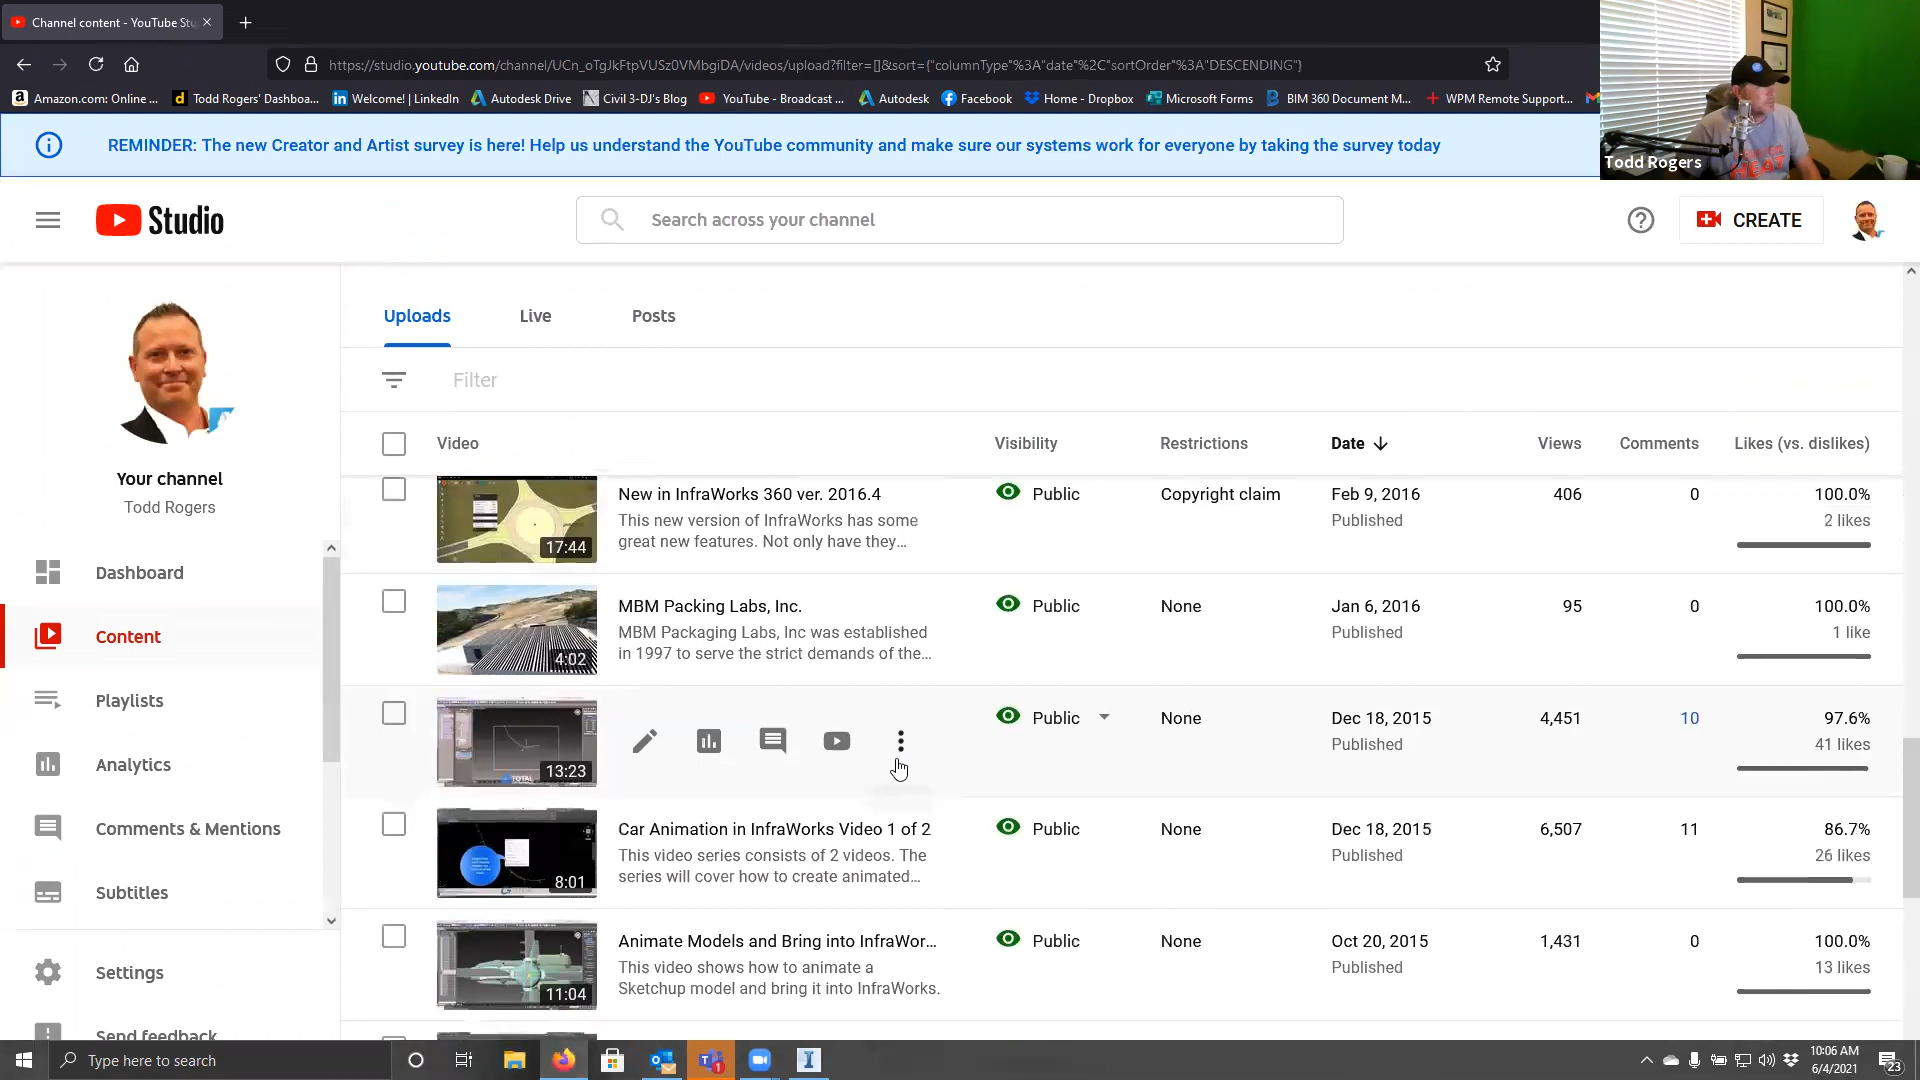 Channel content - YouTube Stu
https://studio.youtube.com/channel/UCn_oTgJkFtpVUSz0VMbgiDA/videos/upload?filter=[]&sort={"columnType"%3A"date"%2C"sortOrder"%3A"DESCENDING"}
Amazon.com: Online ... Todd Rogers' Dashboa... Welcome! | LinkedIn Autodesk Drive Civil 3-DJ's Blog YouTube - Broadcast ... Autodesk Facebook Home - Dropbox Microsoft Forms BIM 360 Document M... WPM Remote Support...
REMINDER: The new Creator and Artist survey is here! Help us understand the YouTube community and make sure our systems work for everyone by taking the survey today
HEAT
Todd Rogers
Studio
Search across your channel
CREATE
Your channel
Todd Rogers
Dashboard
Content
Playlists
Analytics
Comments & Mentions
Subtitles
Settings
Send feedback
Uploads Live Posts
Filter
Video Visibility Restrictions Date Views Comments Likes (vs. dislikes)
17:44
New in InfraWorks 360 ver. 2016.4 Public Copyright claim Feb 9, 2016 406 0 100.0%
This new version of InfraWorks has some Published 2 likes
great new features. Not only have they...
4:02
MBM Packing Labs, Inc. Public None Jan 6, 2016 95 0 100.0%
MBM Packaging Labs, Inc was established Published 1 like
in 1997 to serve the strict demands of the...
TOTAL
13:23
Public None Dec 18, 2015 4,451 10 97.6%
Published 41 likes
8:01
Car Animation in InfraWorks Video 1 of 2 Public None Dec 18, 2015 6,507 11 86.7%
This video series consists of 2 videos. The Published 26 likes
series will cover how to create animated...
11:04
Animate Models and Bring into InfraWor... Public None Oct 20, 2015 1,431 0 100.0%
This video shows how to animate a Published 13 likes
Sketchup model and bring it into InfraWorks.
Type here to search
1
10:06 AM
6/4/2021
23